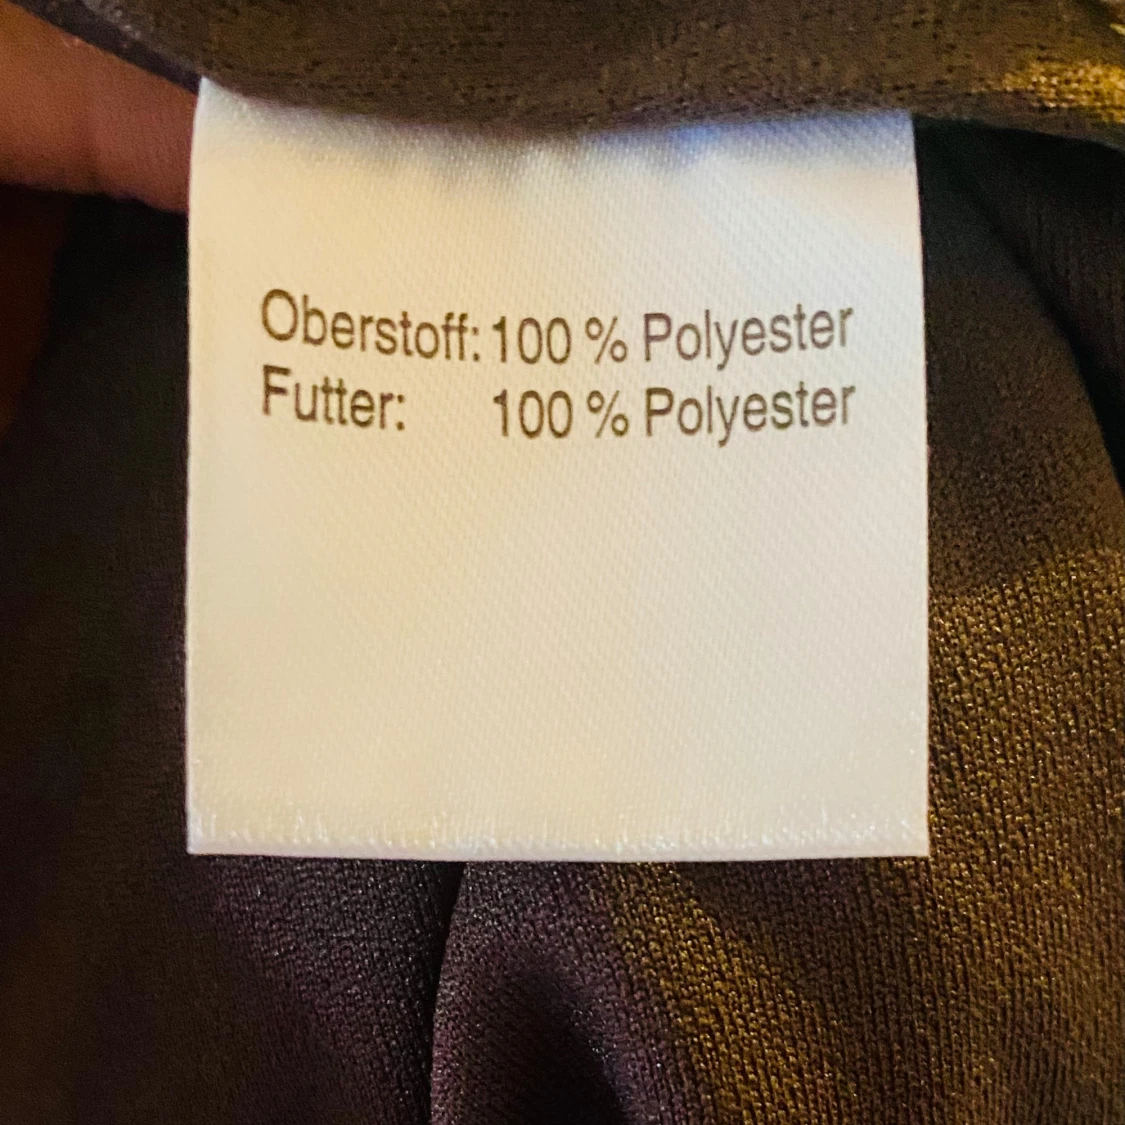 Oberstoff: 100 % Polyester
Futter: 100 % Polyester